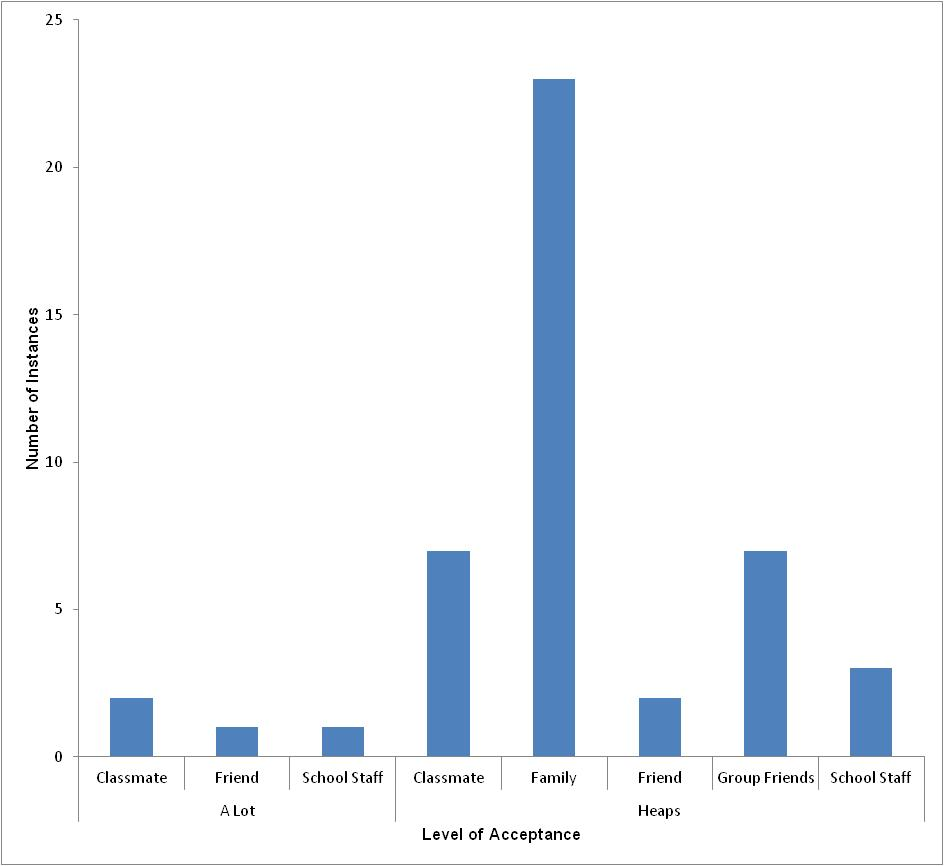 25
20
15
10
5
0
Number of Instances
Classmate Friend School Staff Classmate Family Friend Group Friends School Staff
A Lot Heaps
Level of Acceptance